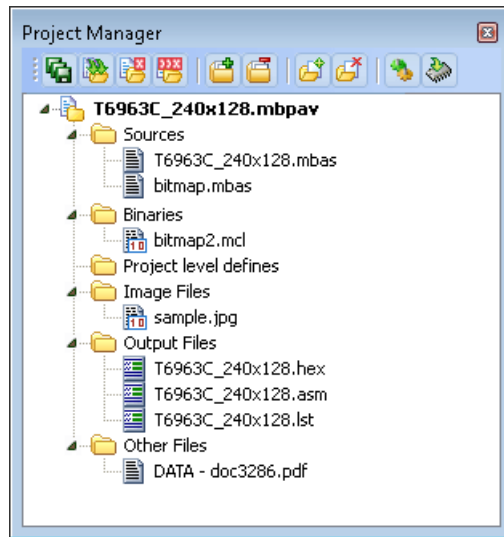 Project Manager
T6963C_240x128.mbpav
Sources
T6963C_240x128.mbas
bitmap.mbas
Binaries
bitmap2.mcl
Project level defines
Image Files
sample.jpg
Output Files
T6963C_240x128.hex
T6963C_240x128.asm
T6963C_240x128.lst
Other Files
DATA - doc3286.pdf